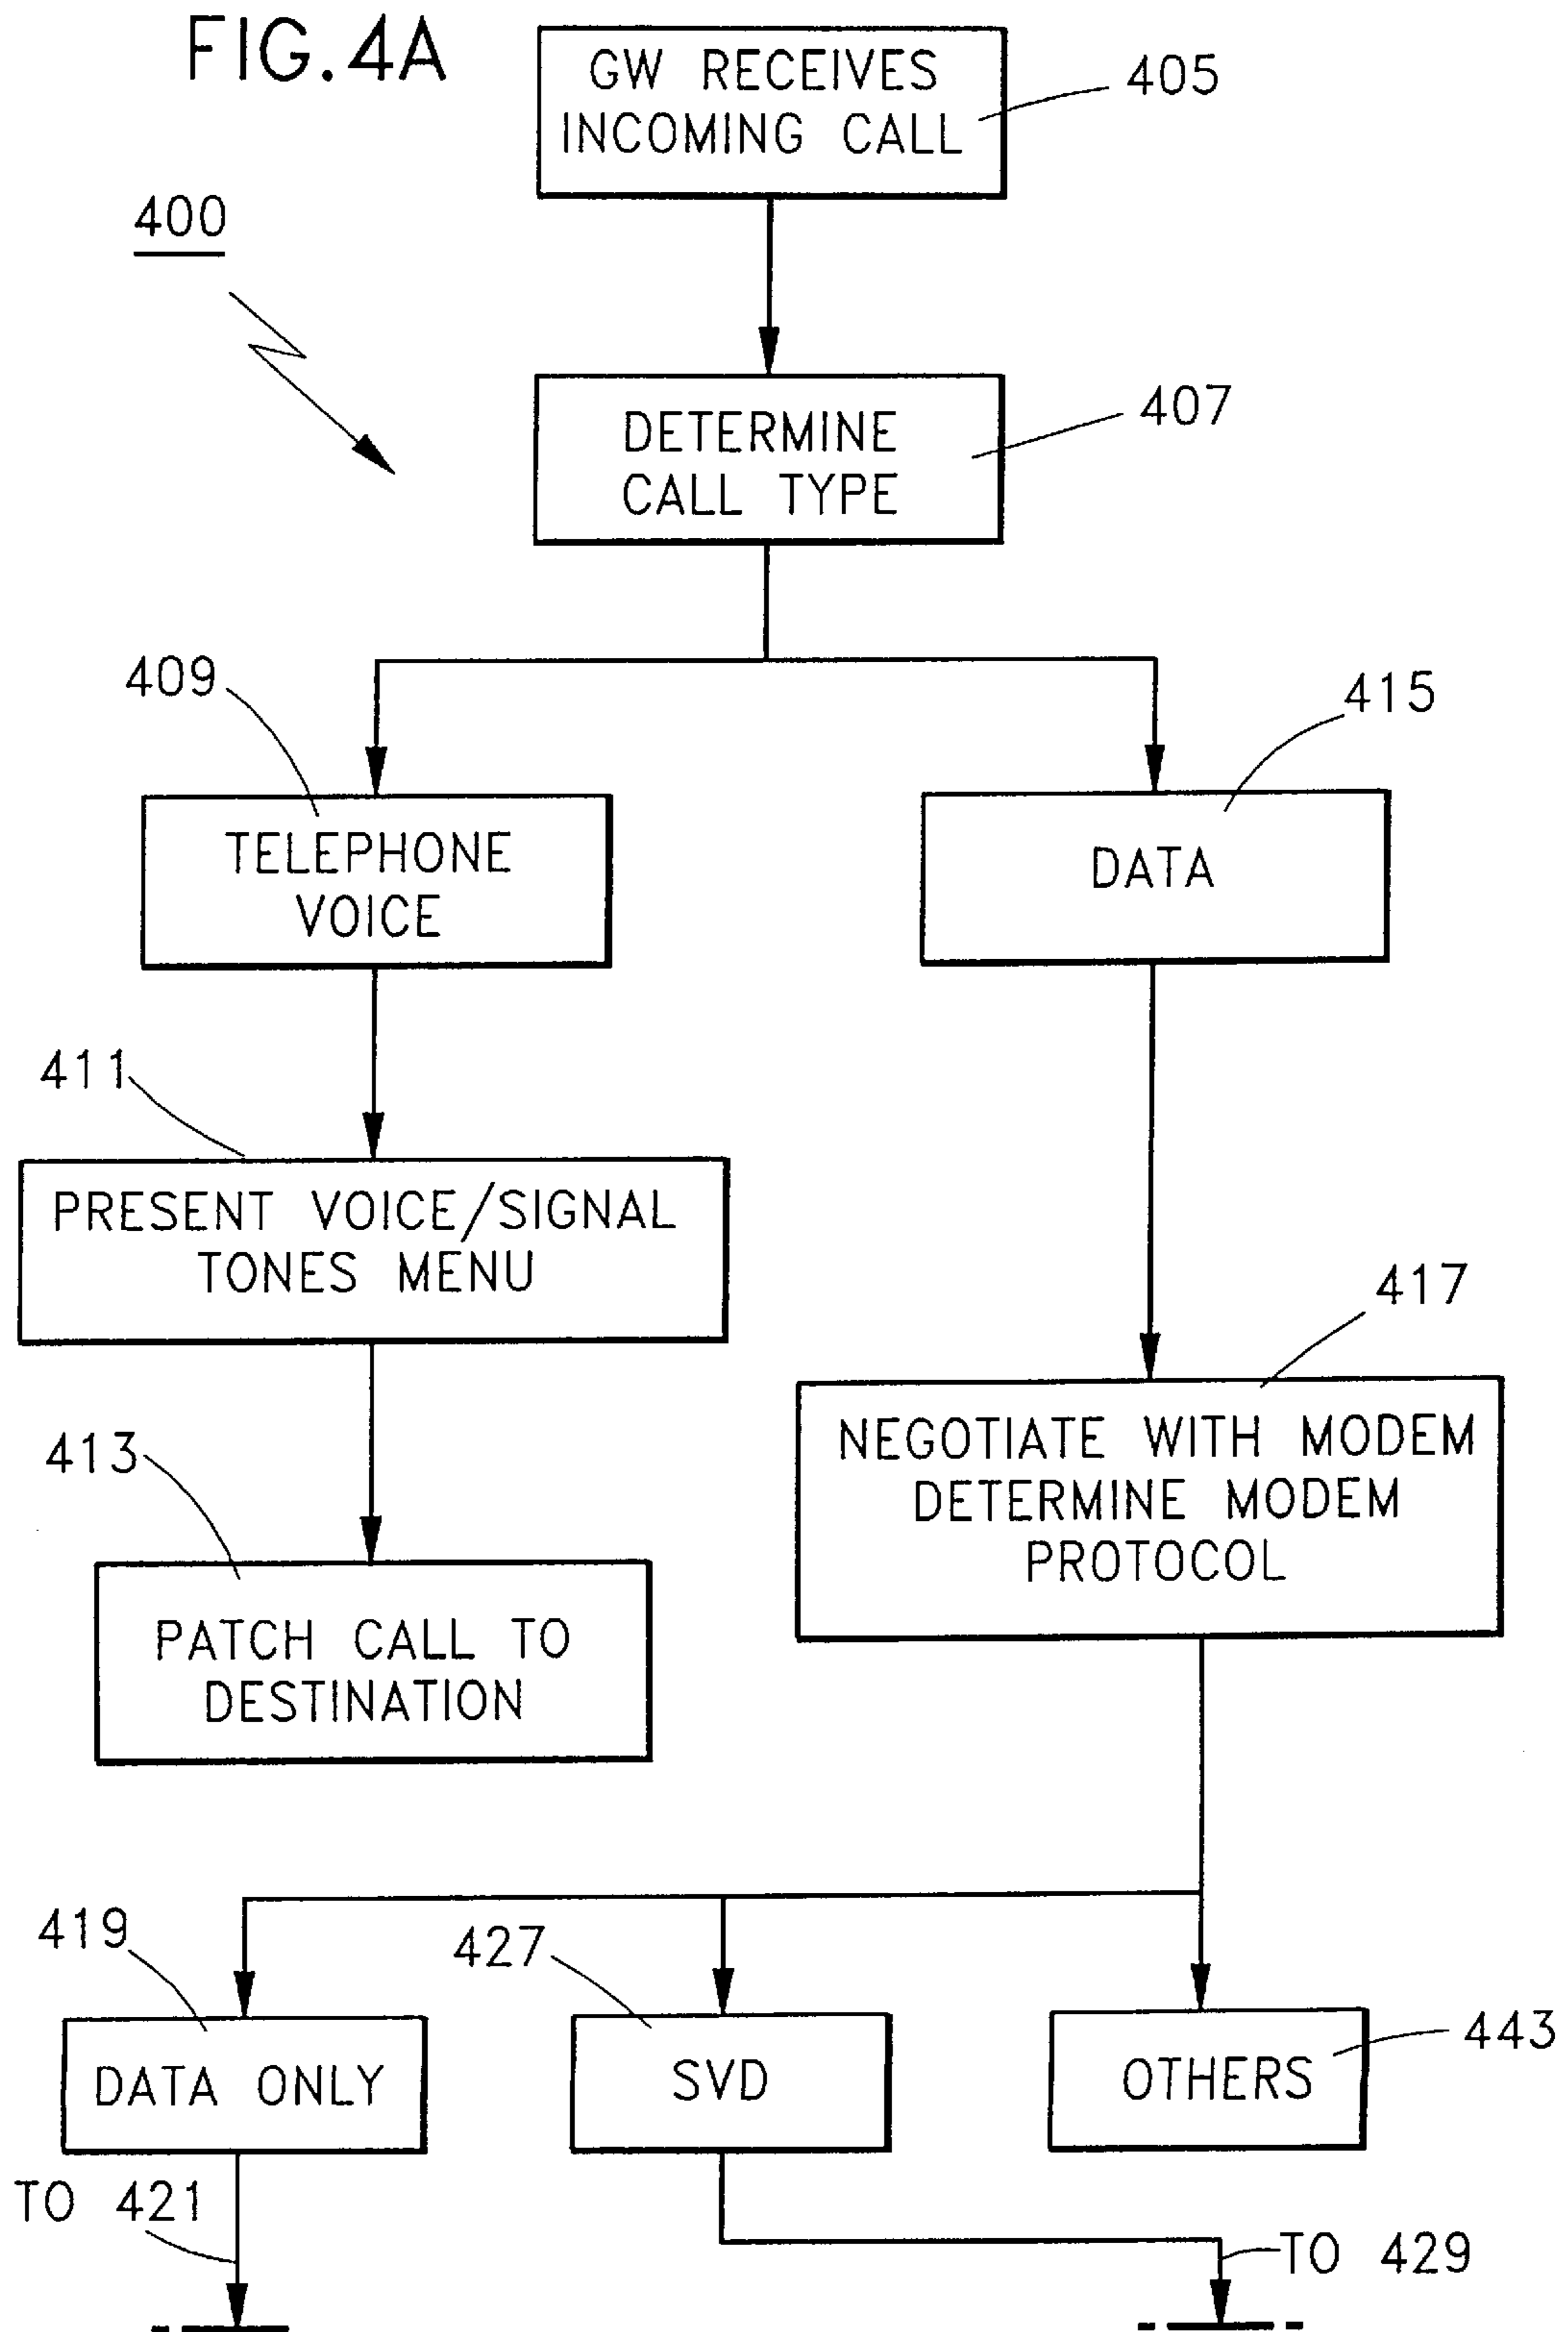 FIG.4A
GW RECEIVES
INCOMING CALL
405
400
DETERMINE
CALL TYPE
407
409
TELEPHONE
VOICE
415
DATA
411
PRESENT VOICE/SIGNAL
TONES MENU
417
NEGOTIATE WITH MODEM
DETERMINE MODEM
PROTOCOL
413
PATCH CALL TO
DESTINATION
419
DATA ONLY
427
SVD
443
OTHERS
TO 421
TO 429